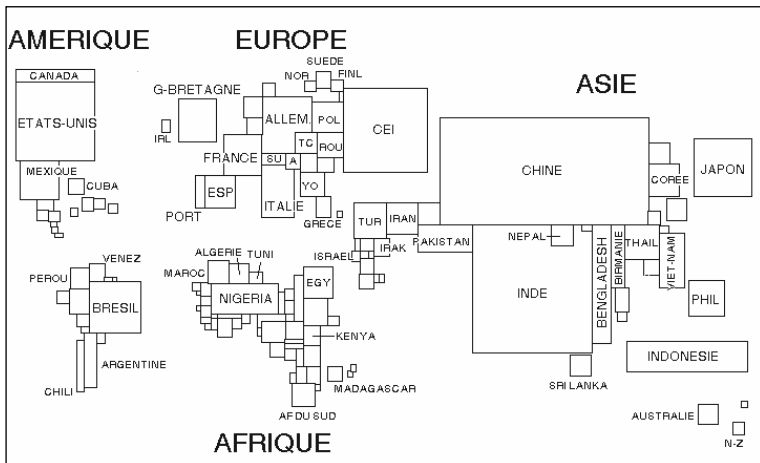 AMERIQUE
EUROPE
ASIE
CANADA
ETATS-UNIS
MEXIQUE
CUBA
G-BRETAGNE
IRL
SUEDE
NOR
FINL
ALLEM.
POL
CEI
TC
ROU
FRANCE
SU
A
YO
ESP
PORT
ITALIE
GRECE
CHINE
COREE
JAPON
TUR
IRAN
ISRAEL
IRAK
PAKISTAN
NEPAL
INDE
BENGLADESH
BIRMANIE
THAIL
VIET-NAM
PHIL
INDONESIE
SRI LANKA
AUSTRALIE
N-Z
VENEZ
PEROU
BRESIL
ARGENTINE
CHILI
ALGERIE
TUNI
MAROC
NIGERIA
EGY
KENYA
MADAGASCAR
AF DU SUD
AFRIQUE